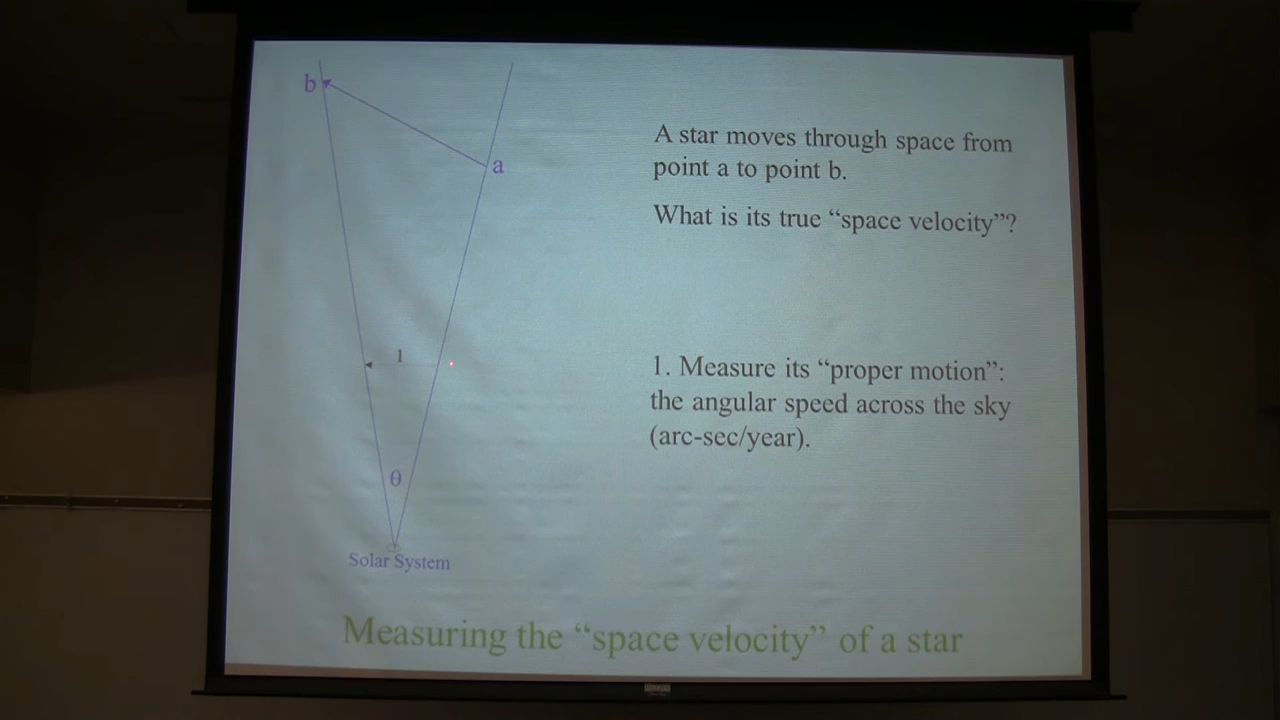 b
a
A star moves through space from
point a to point b.
What is its true “space velocity”?
1
1. Measure its “proper motion”:
the angular speed across the sky
(arc-sec/year).
θ
Solar System
Measuring the “space velocity” of a star